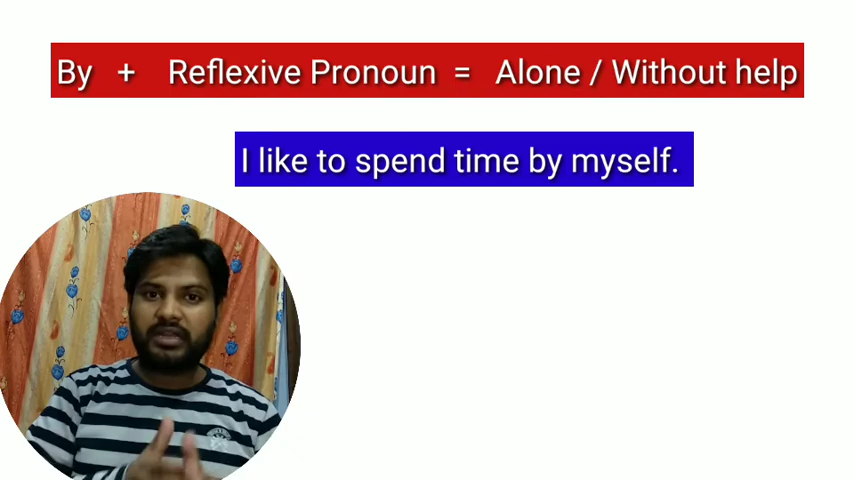 By + Reflexive Pronoun = Alone / Without help
I like to spend time by myself.